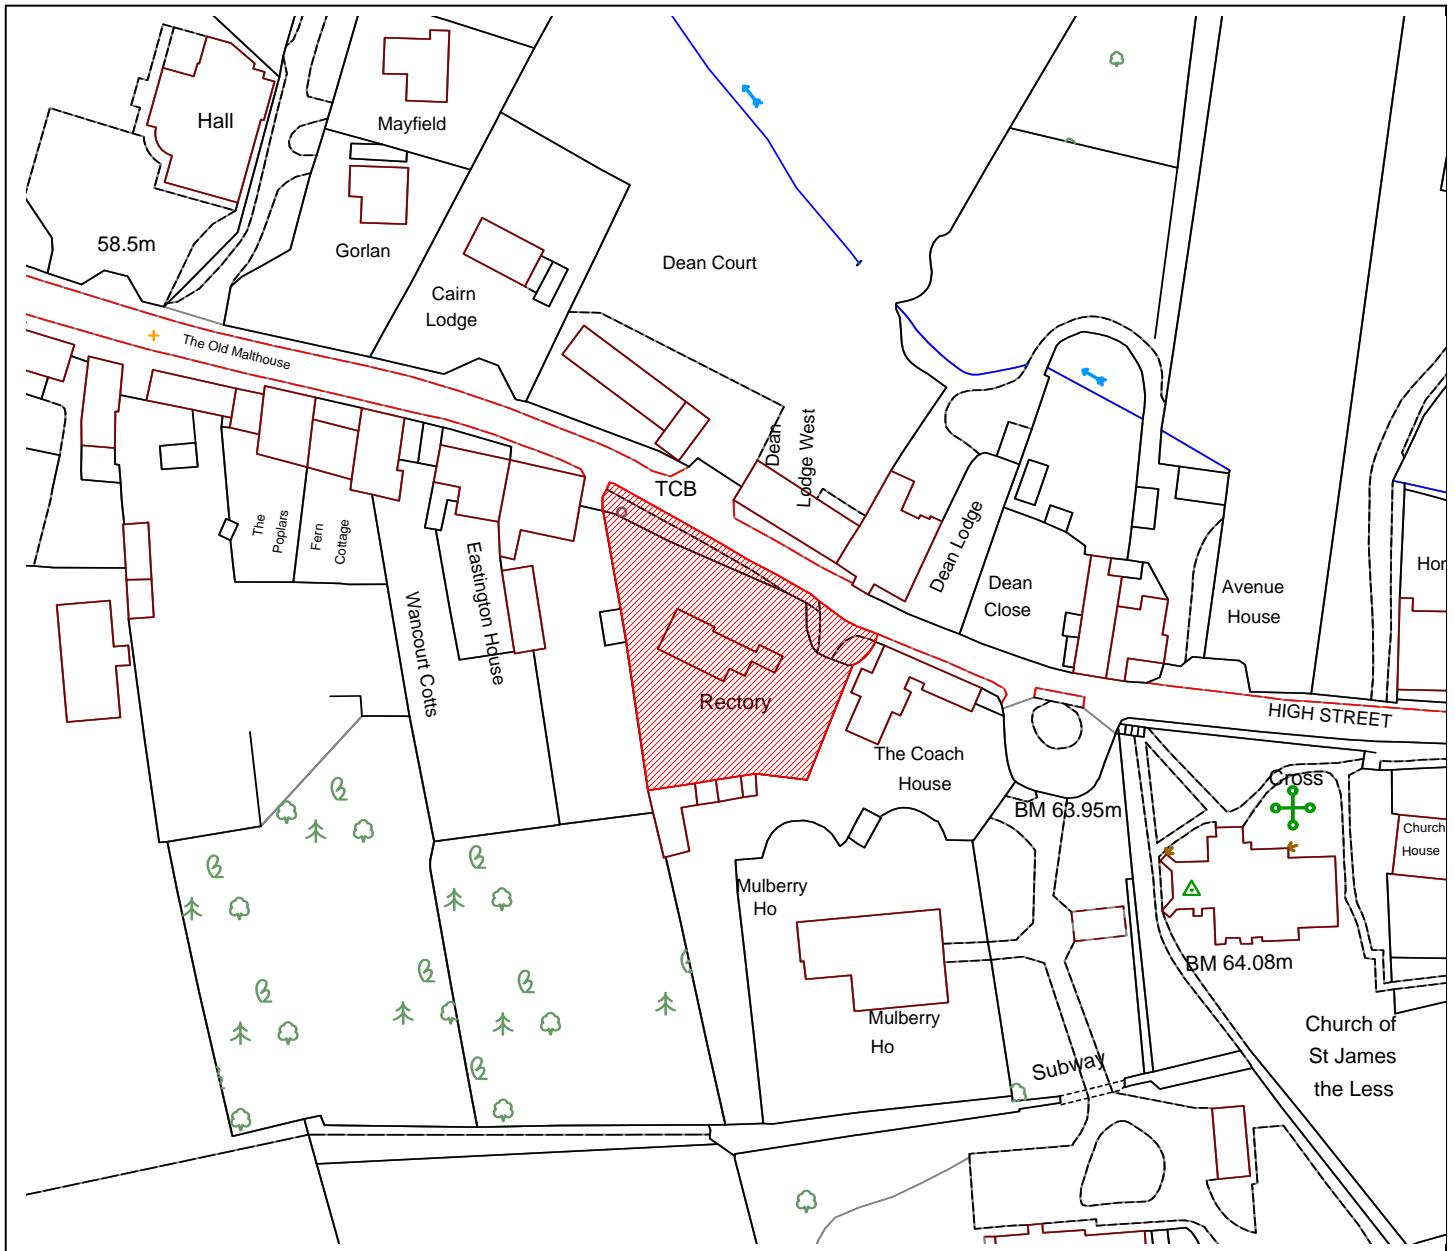 Hall
Mayfield
58.5m
Gorlan
Dean Court
Cairn
Lodge
The Old Malthouse
Dean
Lodge West
TCB
The
Poplars
Fern
Cottage
Wancourt Cotts
Eastington House
Dean Lodge
Dean
Close
Avenue
House
Hor
Rectory
HIGH STREET
The Coach
House
Cross
BM 63.95m
Church
House
Mulberry
Ho
BM 64.08m
Mulberry
Ho
Subway
Church of
St James
the Less